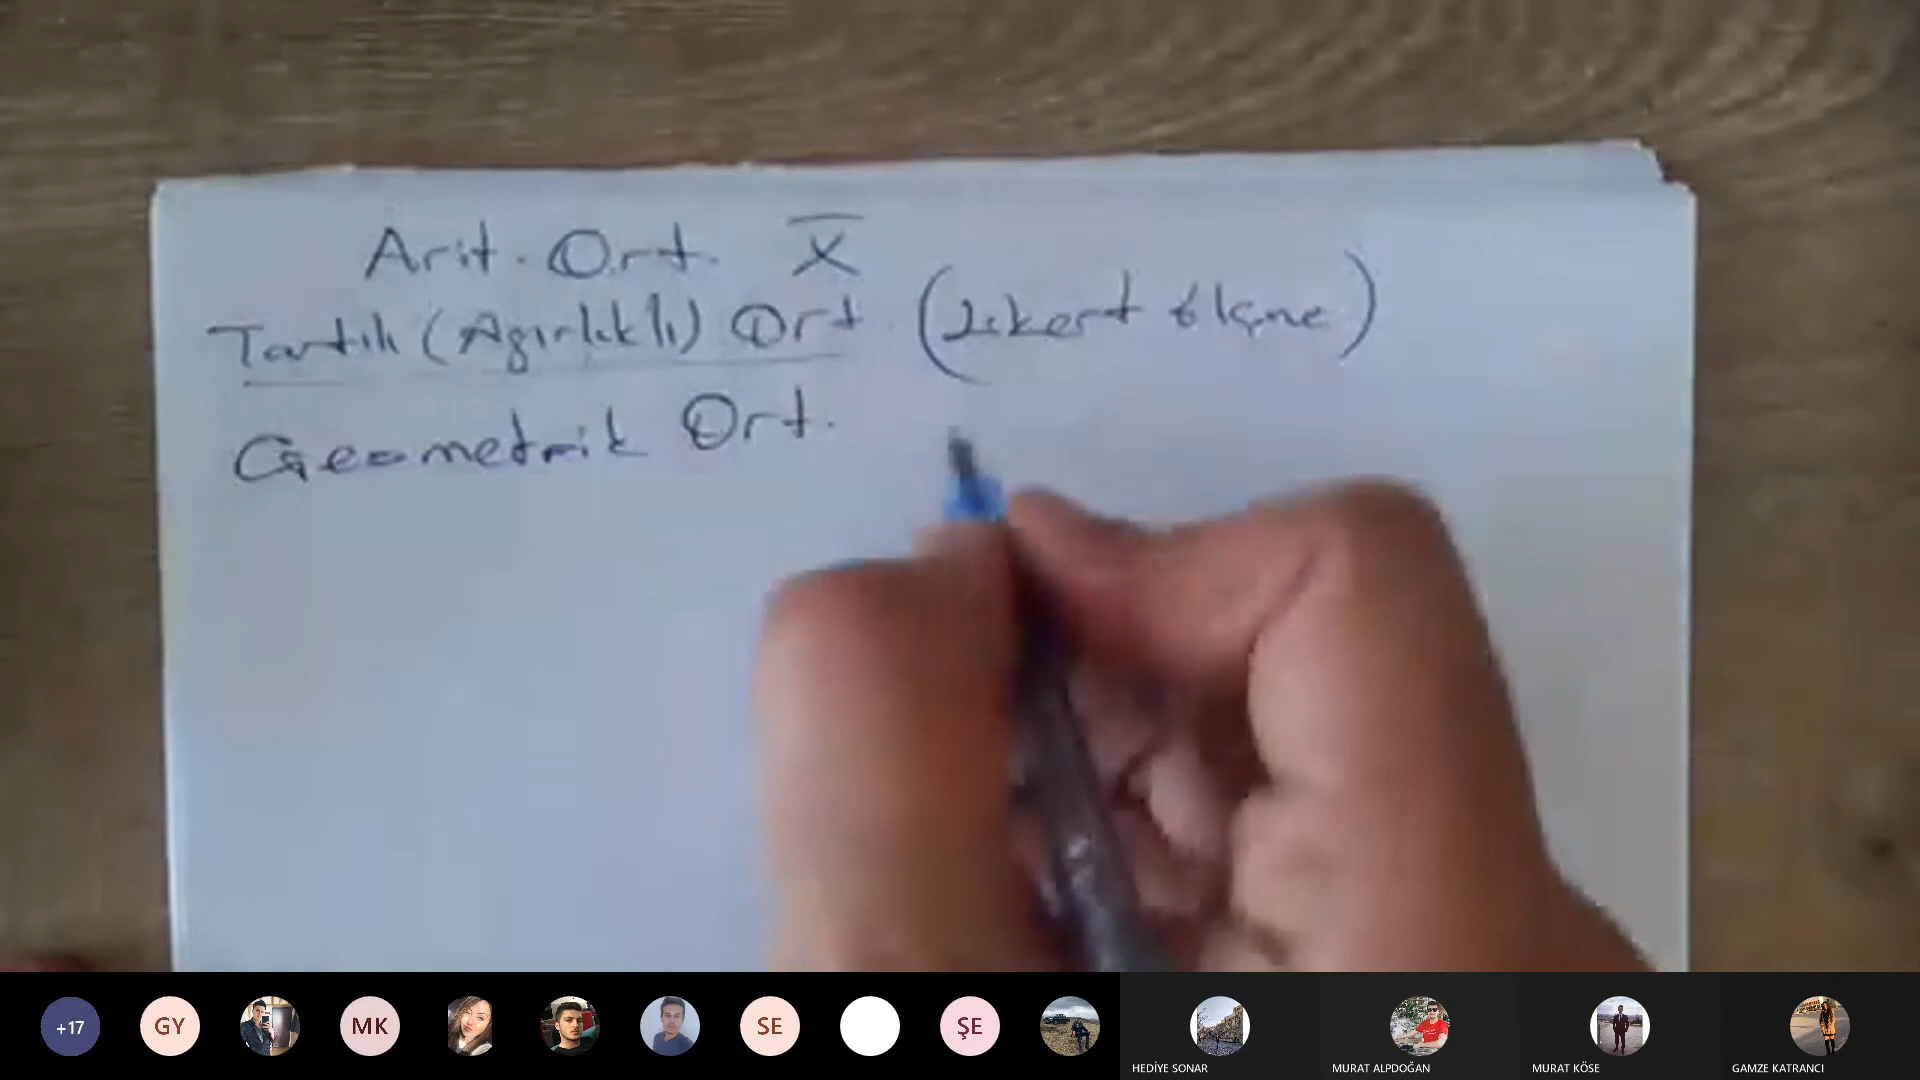 Arit. Ort. X̅
Tartılı (Ağırlıklı) Ort. (Likert ölçme)
Geometrik Ort.
+17
GY
MK
SE
ŞE
HEDİYE SONAR
MURAT ALPDOĞAN
MURAT KÖSE
GAMZE KATRANCI